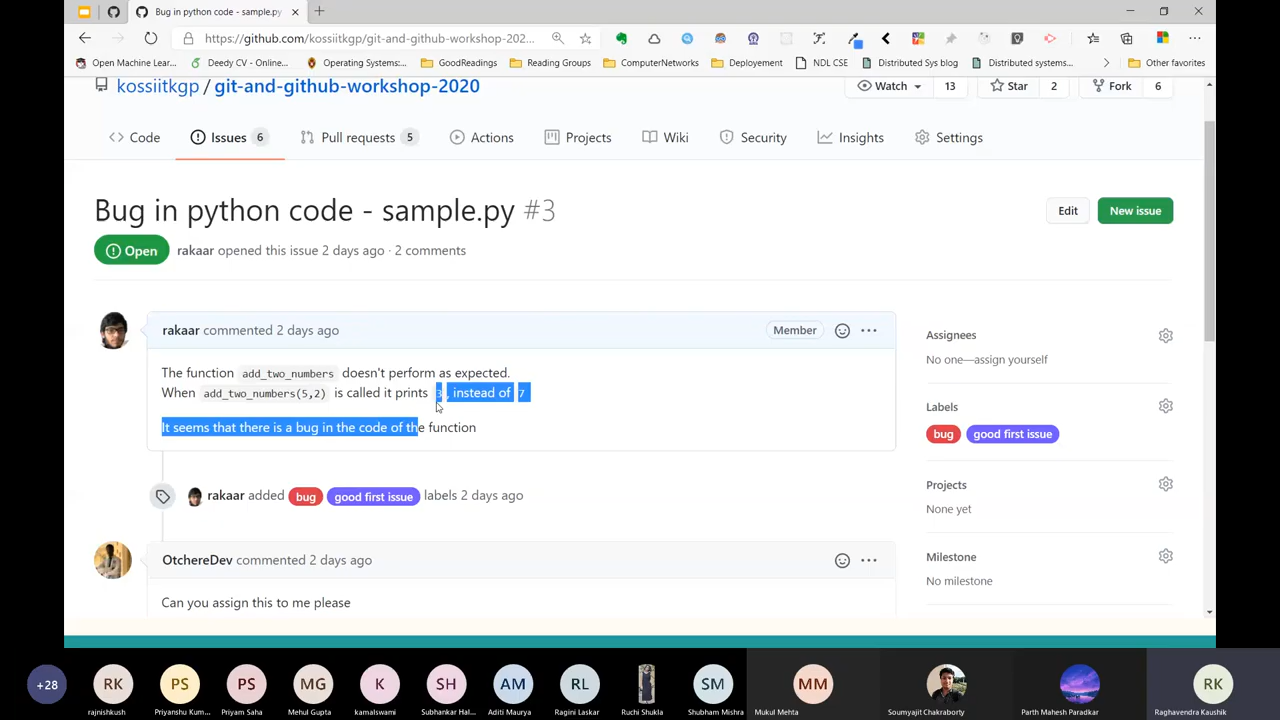 Bug in python code - sample.py
https://github.com/kossiitkgp/git-and-github-workshop-202...
Open Machine Lear...
Deedy CV - Online...
Operating Systems...
GoodReadings
Reading Groups
ComputerNetworks
Deployement
NDL CSE
Distributed Sys blog
Distributed systems...
Other favorites
kossiitkgp / git-and-github-workshop-2020
Watch 13
Star 2
Fork 6
Code
Issues 6
Pull requests 5
Actions
Projects
Wiki
Security
Insights
Settings
Bug in python code - sample.py #3
Edit
New issue
Open
rakaar opened this issue 2 days ago · 2 comments
rakaar commented 2 days ago
Member
The function add_two_numbers doesn't perform as expected.
When add_two_numbers(5,2) is called it prints 3 , instead of 7
It seems that there is a bug in the code of the function
rakaar added bug good first issue labels 2 days ago
OtchereDev commented 2 days ago
Can you assign this to me please
Assignees
No one—assign yourself
Labels
bug good first issue
Projects
None yet
Milestone
No milestone
+28
RK
rajnishkush
PS
Priyanshu Kum...
PS
Priyam Saha
MG
Mehul Gupta
K
kamalswami
SH
Subhankar Hal...
AM
Aditi Maurya
RL
Ragini Laskar
Ruchi Shukla
SM
Shubham Mishra
MM
Mukul Mehta
Soumyajit Chakraborty
Parth Mahesh Paradkar
RK
Raghavendra Kaushik